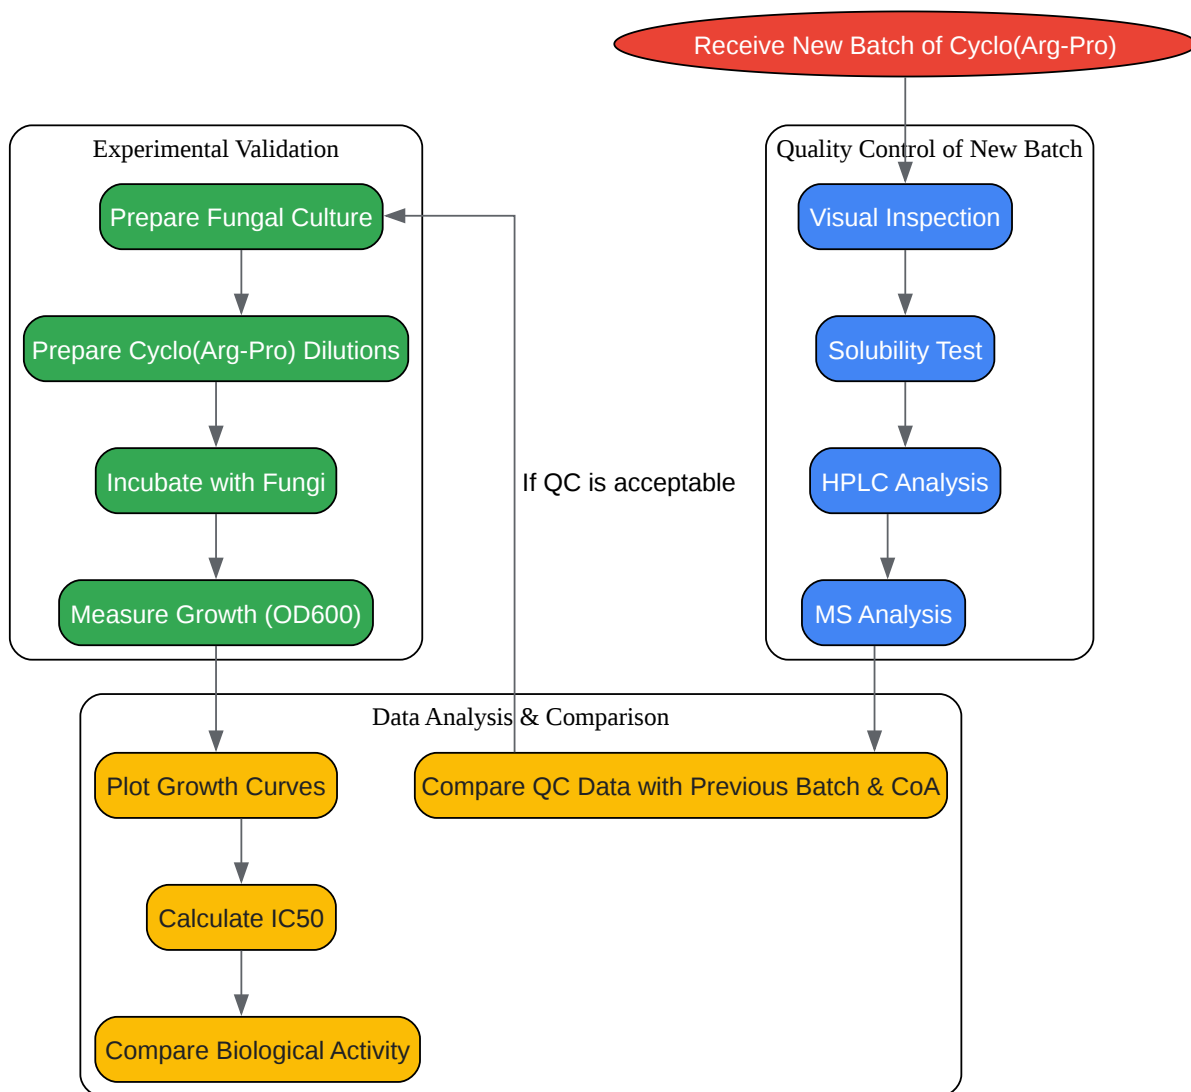 Receive New Batch of Cyclo(Arg-Pro)
Experimental Validation
Prepare Fungal Culture
Prepare Cyclo(Arg-Pro) Dilutions
Incubate with Fungi
Measure Growth (OD600)
If QC is acceptable
Quality Control of New Batch
Visual Inspection
Solubility Test
HPLC Analysis
MS Analysis
Data Analysis & Comparison
Plot Growth Curves
Compare QC Data with Previous Batch & CoA
Calculate IC50
Compare Biological Activity